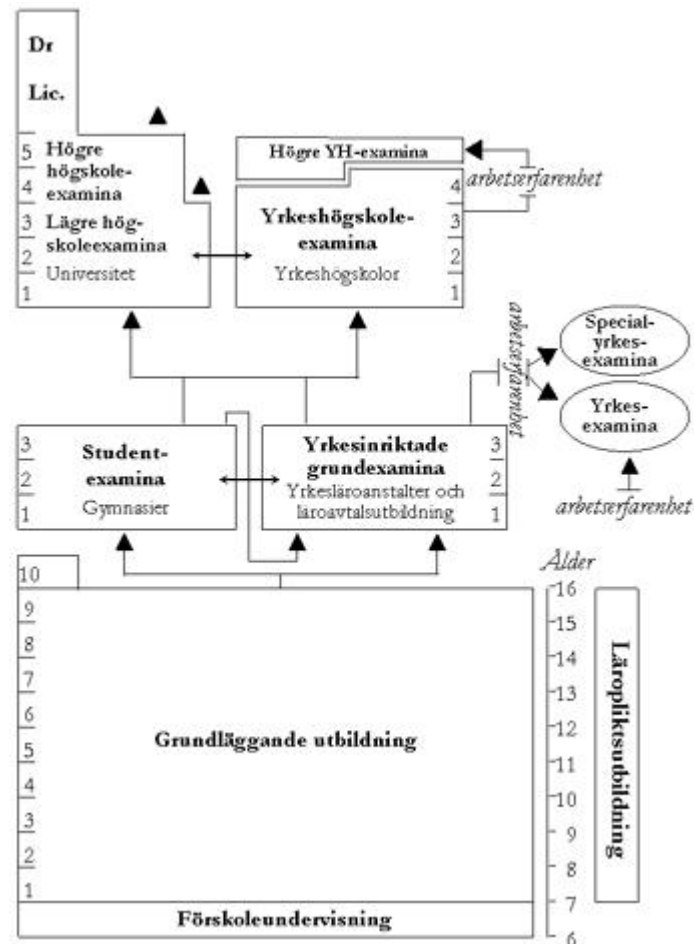 Dr
Lic.
5
4
3
2
1
Högre
högskole-
examina
Lägre hög-
skoleexamina
Universitet
Högre YH-examina
arbetserfarenhet
Yrkeshögskole-
examina
Yrkeshögskolor
4
3
2
1
arbetserfarenhet
Special-
yrkes-
examina
Yrkes-
examina
arbetserfarenhet
3
2
1
Student-
examina
Gymnasier
Yrkesinriktade
grundexamina
Yrkesläroanstalter och
läroavtalsutbildning
3
2
1
10
9
8
7
6
5
4
3
2
1
Grundläggande utbildning
Förskoleundervisning
Ålder
16
15
14
13
12
11
10
9
8
7
6
Läropliktsutbildning